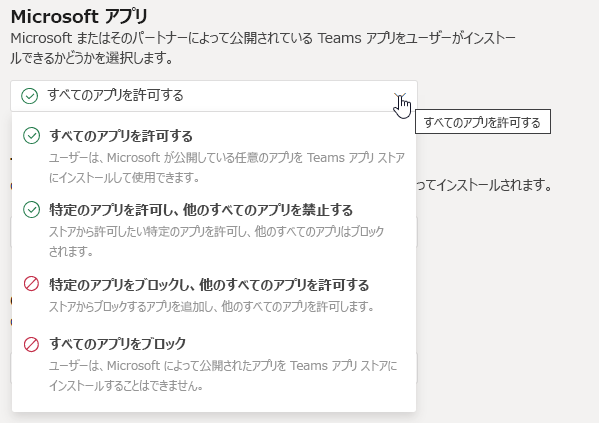 Microsoft アプリ
Microsoft またはそのパートナーによって公開されている Teams アプリをユーザーがインストー
ルできるかどうかを選択します。
すべてのアプリを許可する
すべてのアプリを許可する
すべてのアプリを許可する
ユーザーは、Microsoft が公開している任意のアプリを Teams アプリ ストア
にインストールして使用できます。
ってインストールされます。
特定のアプリを許可し、他のすべてのアプリを禁止する
ストアから許可したい特定のアプリを許可し、他のすべてのアプリはブロック
されます。
特定のアプリをブロックし、他のすべてのアプリを許可する
ストアからブロックするアプリを追加し、他のすべてのアプリを許可します。
すべてのアプリをブロック
ユーザーは、Microsoft によって公開されたアプリを Teams アプリ ストアに
インストールすることはできません。